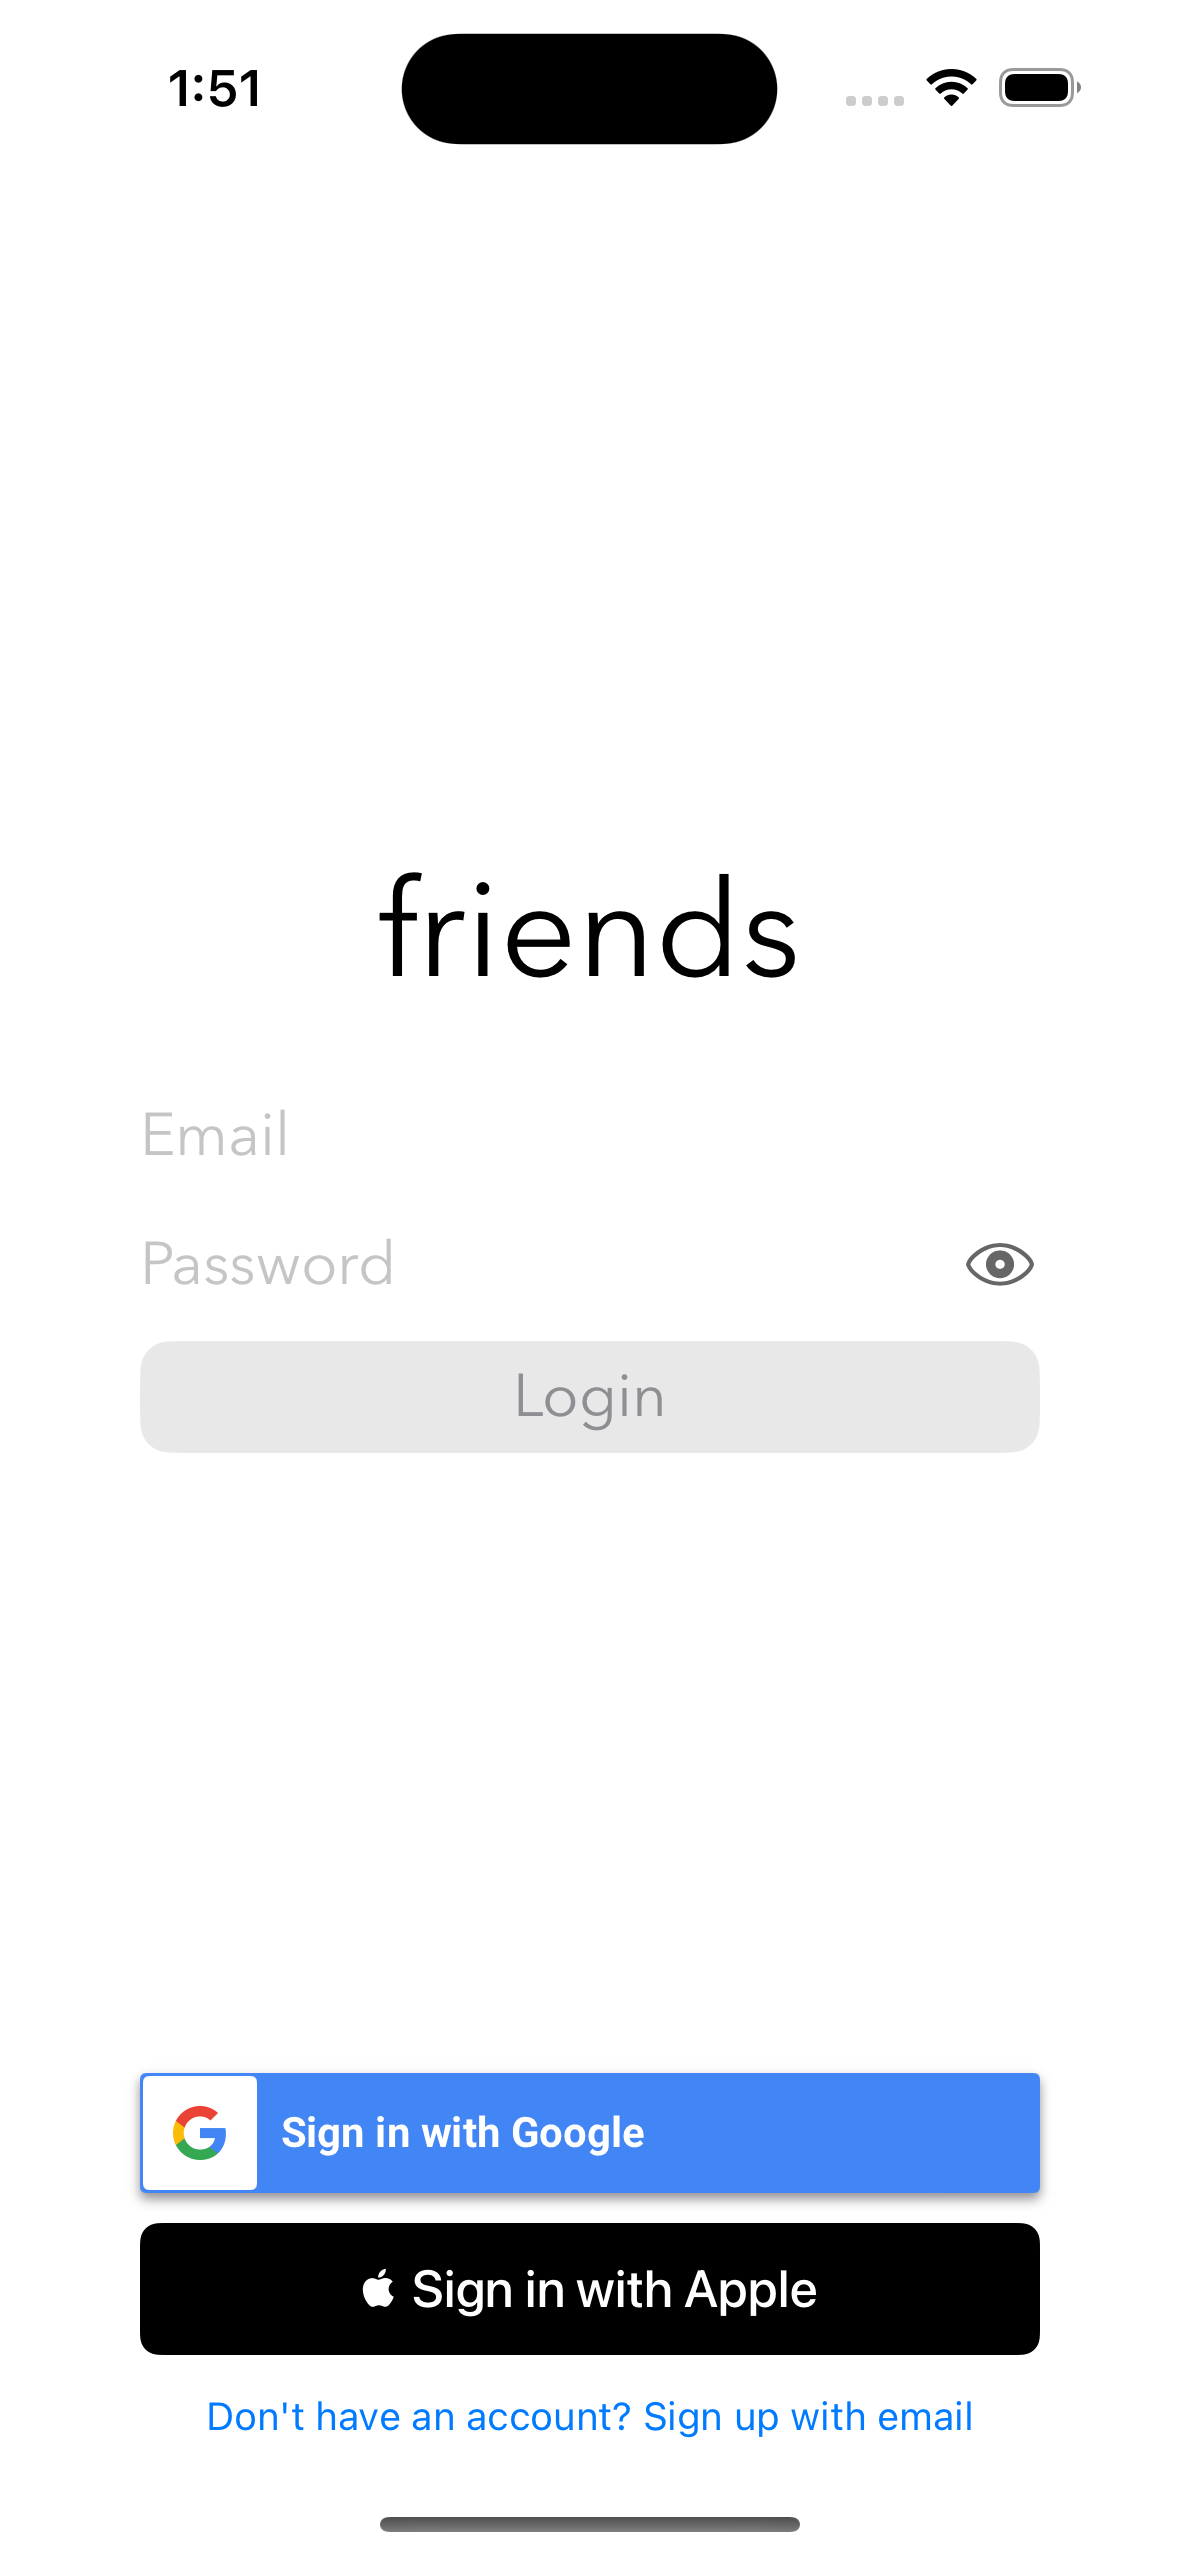 1:51
friends
Email
Password
Login
Sign in with Google
Sign in with Apple
Don't have an account? Sign up with email